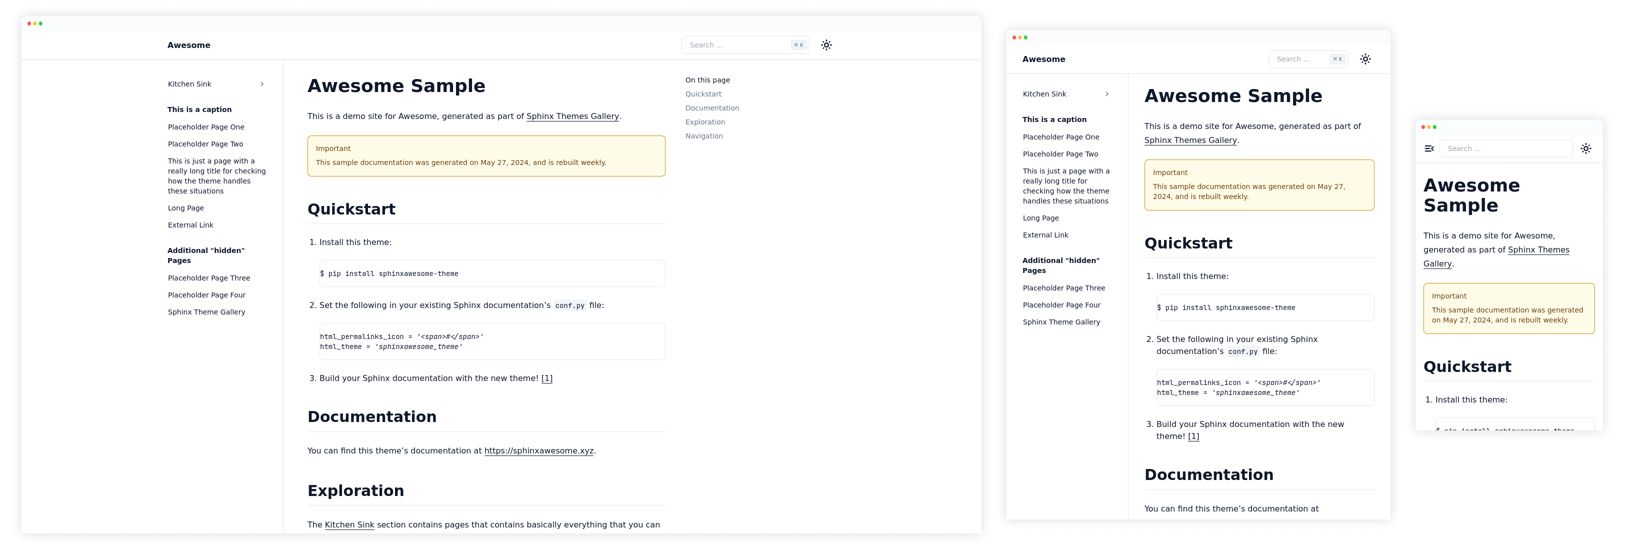 Awesome
Search ...
⌘ K
Kitchen Sink
This is a caption
Placeholder Page One
Placeholder Page Two
This is just a page with a
really long title for checking
how the theme handles
these situations
Long Page
External Link
Additional "hidden"
Pages
Placeholder Page Three
Placeholder Page Four
Sphinx Theme Gallery
Awesome Sample
This is a demo site for Awesome, generated as part of Sphinx Themes Gallery.
Important
This sample documentation was generated on May 27, 2024, and is rebuilt weekly.
Quickstart
1. Install this theme:
$ pip install sphinxawesome-theme
2. Set the following in your existing Sphinx documentation’s conf.py file:
html_permalinks_icon = '<span>#</span>'
html_theme = 'sphinxawesome_theme'
3. Build your Sphinx documentation with the new theme! [1]
Documentation
You can find this theme’s documentation at https://sphinxawesome.xyz.
Exploration
The Kitchen Sink section contains pages that contains basically everything that you can
On this page
Quickstart
Documentation
Exploration
Navigation
Awesome
Search ...
⌘ K
Kitchen Sink
This is a caption
Placeholder Page One
Placeholder Page Two
This is just a page with a
really long title for
checking how the theme
handles these situations
Long Page
External Link
Additional "hidden"
Pages
Placeholder Page Three
Placeholder Page Four
Sphinx Theme Gallery
Awesome Sample
This is a demo site for Awesome, generated as part of
Sphinx Themes Gallery.
Important
This sample documentation was generated on May 27,
2024, and is rebuilt weekly.
Quickstart
1. Install this theme:
$ pip install sphinxawesome-theme
2. Set the following in your existing Sphinx
documentation’s conf.py file:
html_permalinks_icon = '<span>#</span>'
html_theme = 'sphinxawesome_theme'
3. Build your Sphinx documentation with the new
theme! [1]
Documentation
You can find this theme’s documentation at
Search ...
Awesome
Sample
This is a demo site for Awesome,
generated as part of Sphinx Themes
Gallery.
Important
This sample documentation was generated
on May 27, 2024, and is rebuilt weekly.
Quickstart
1. Install this theme:
$ pip install sphinxawesome-theme